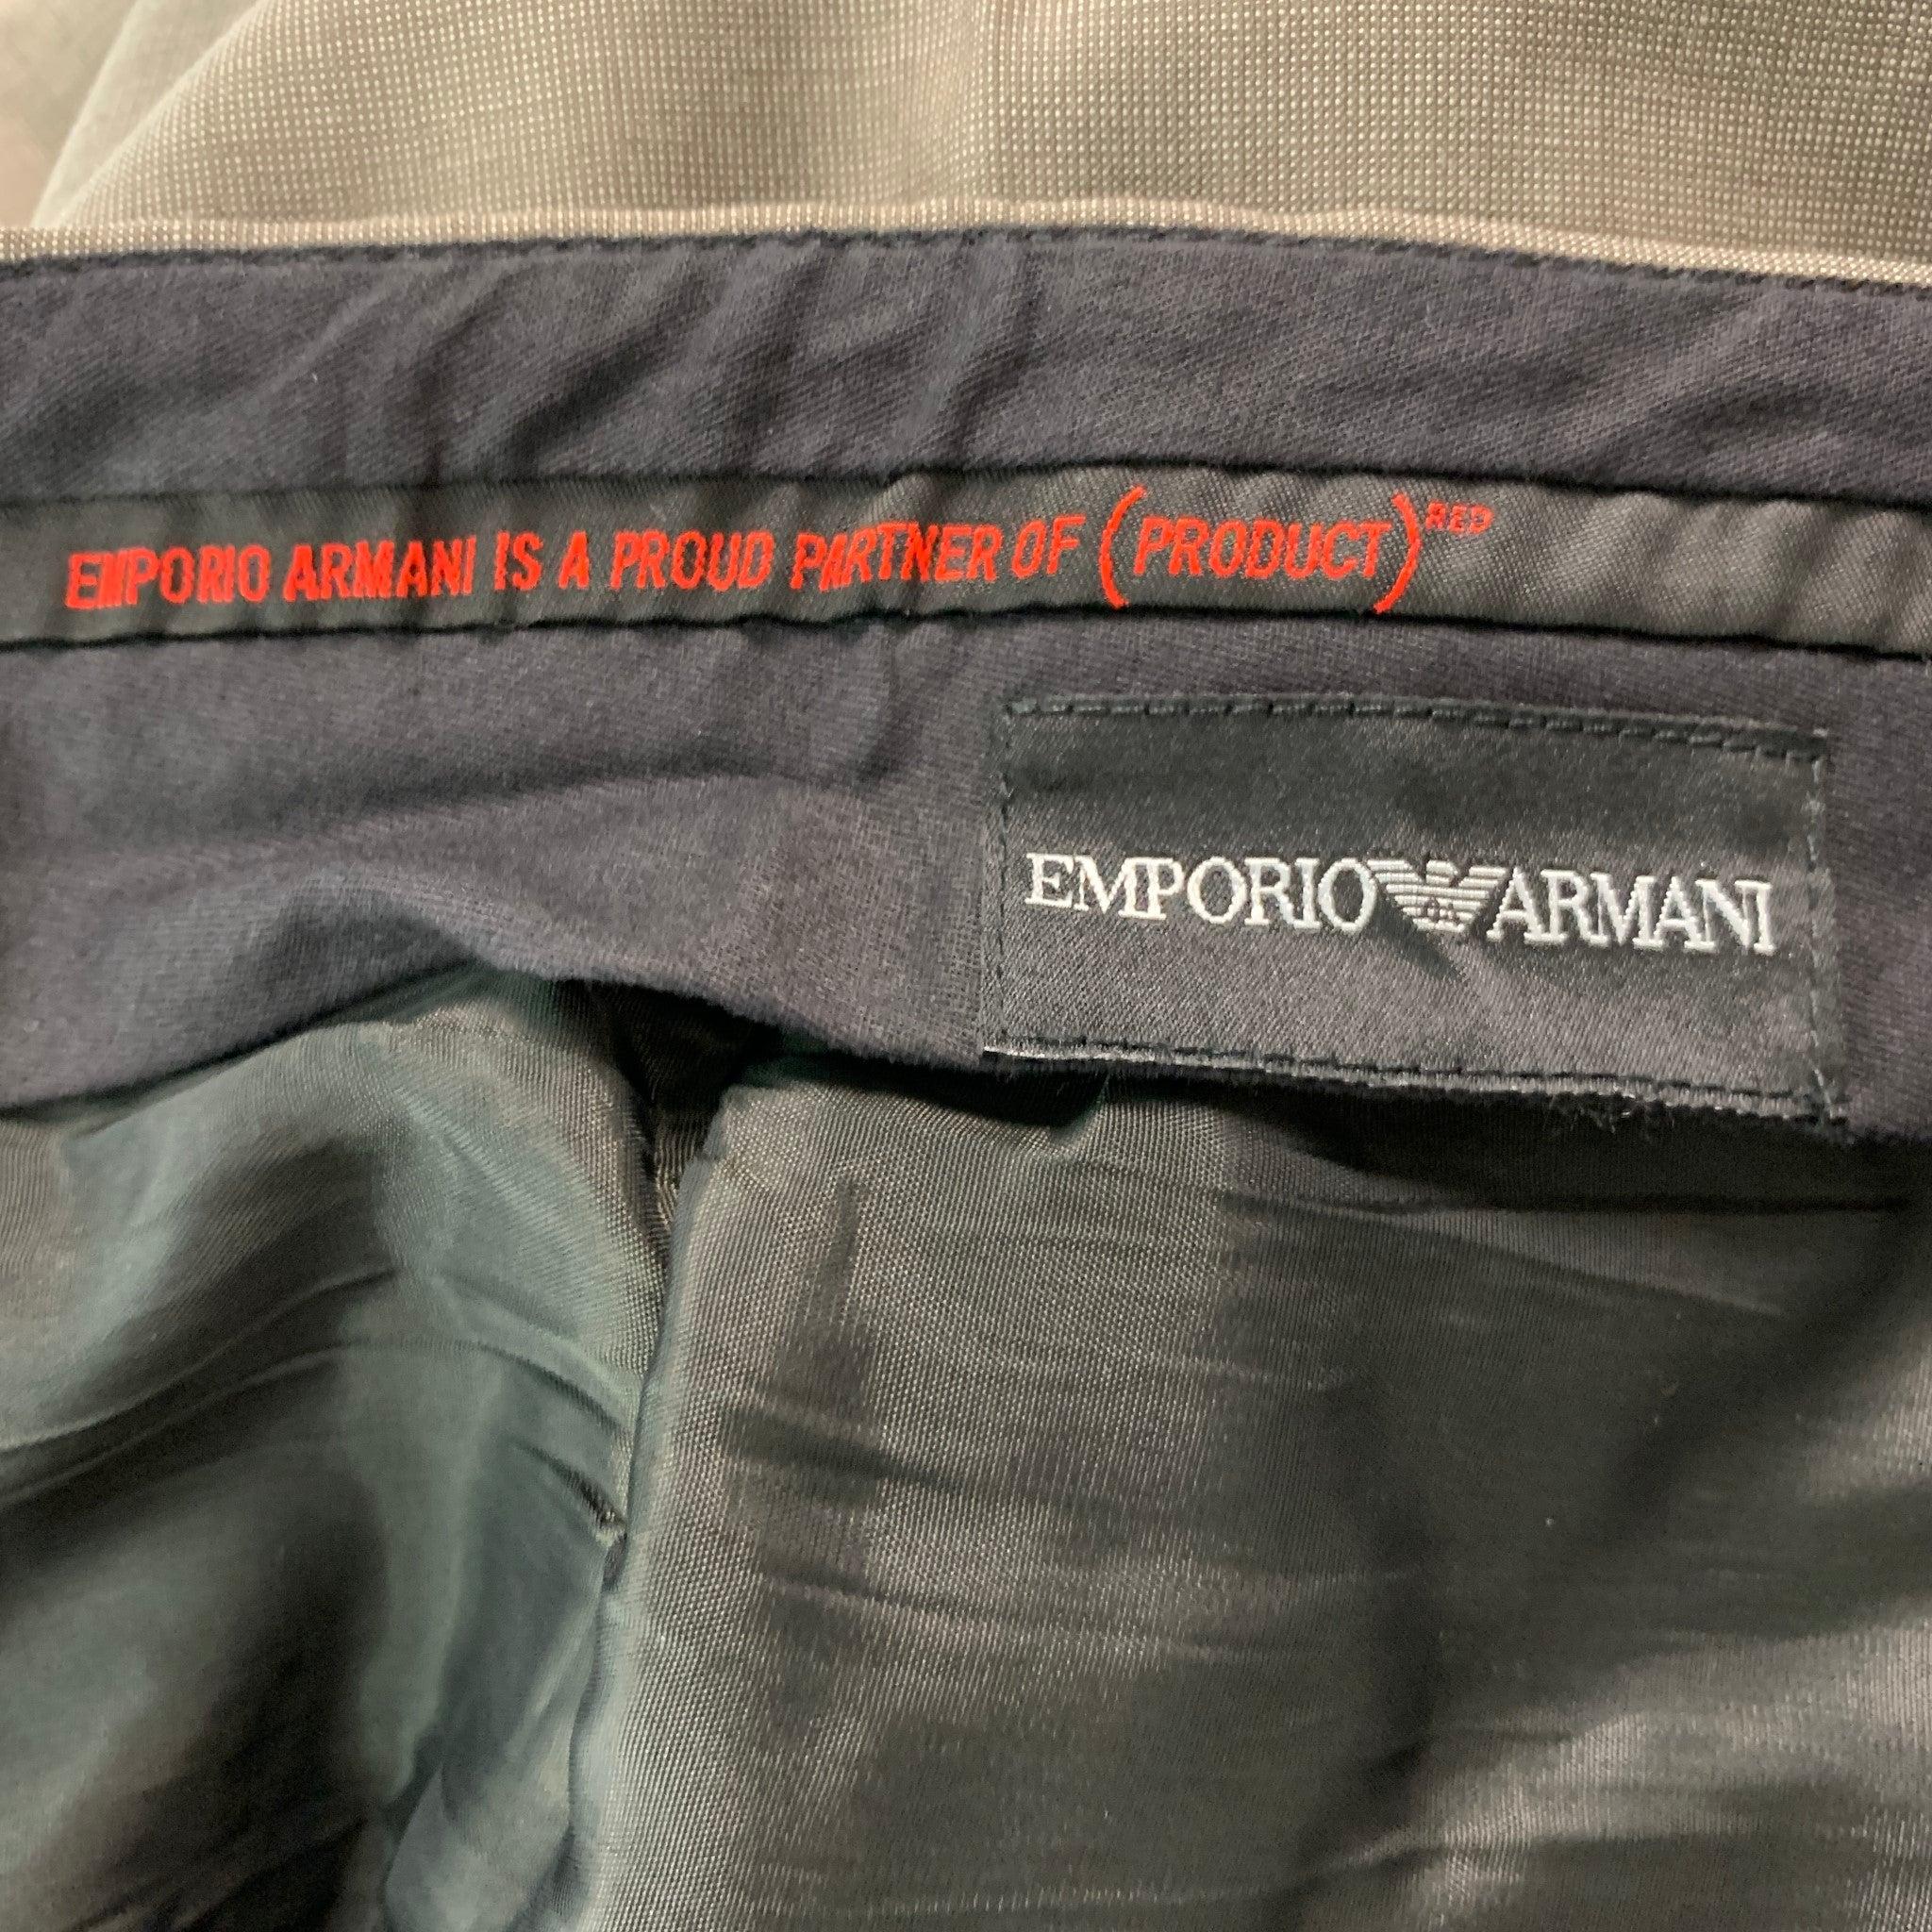 EMPORIO ARMANI IS A PROUD PARTNER OF (PRODUCT)RED
EMPORIO ARMANI